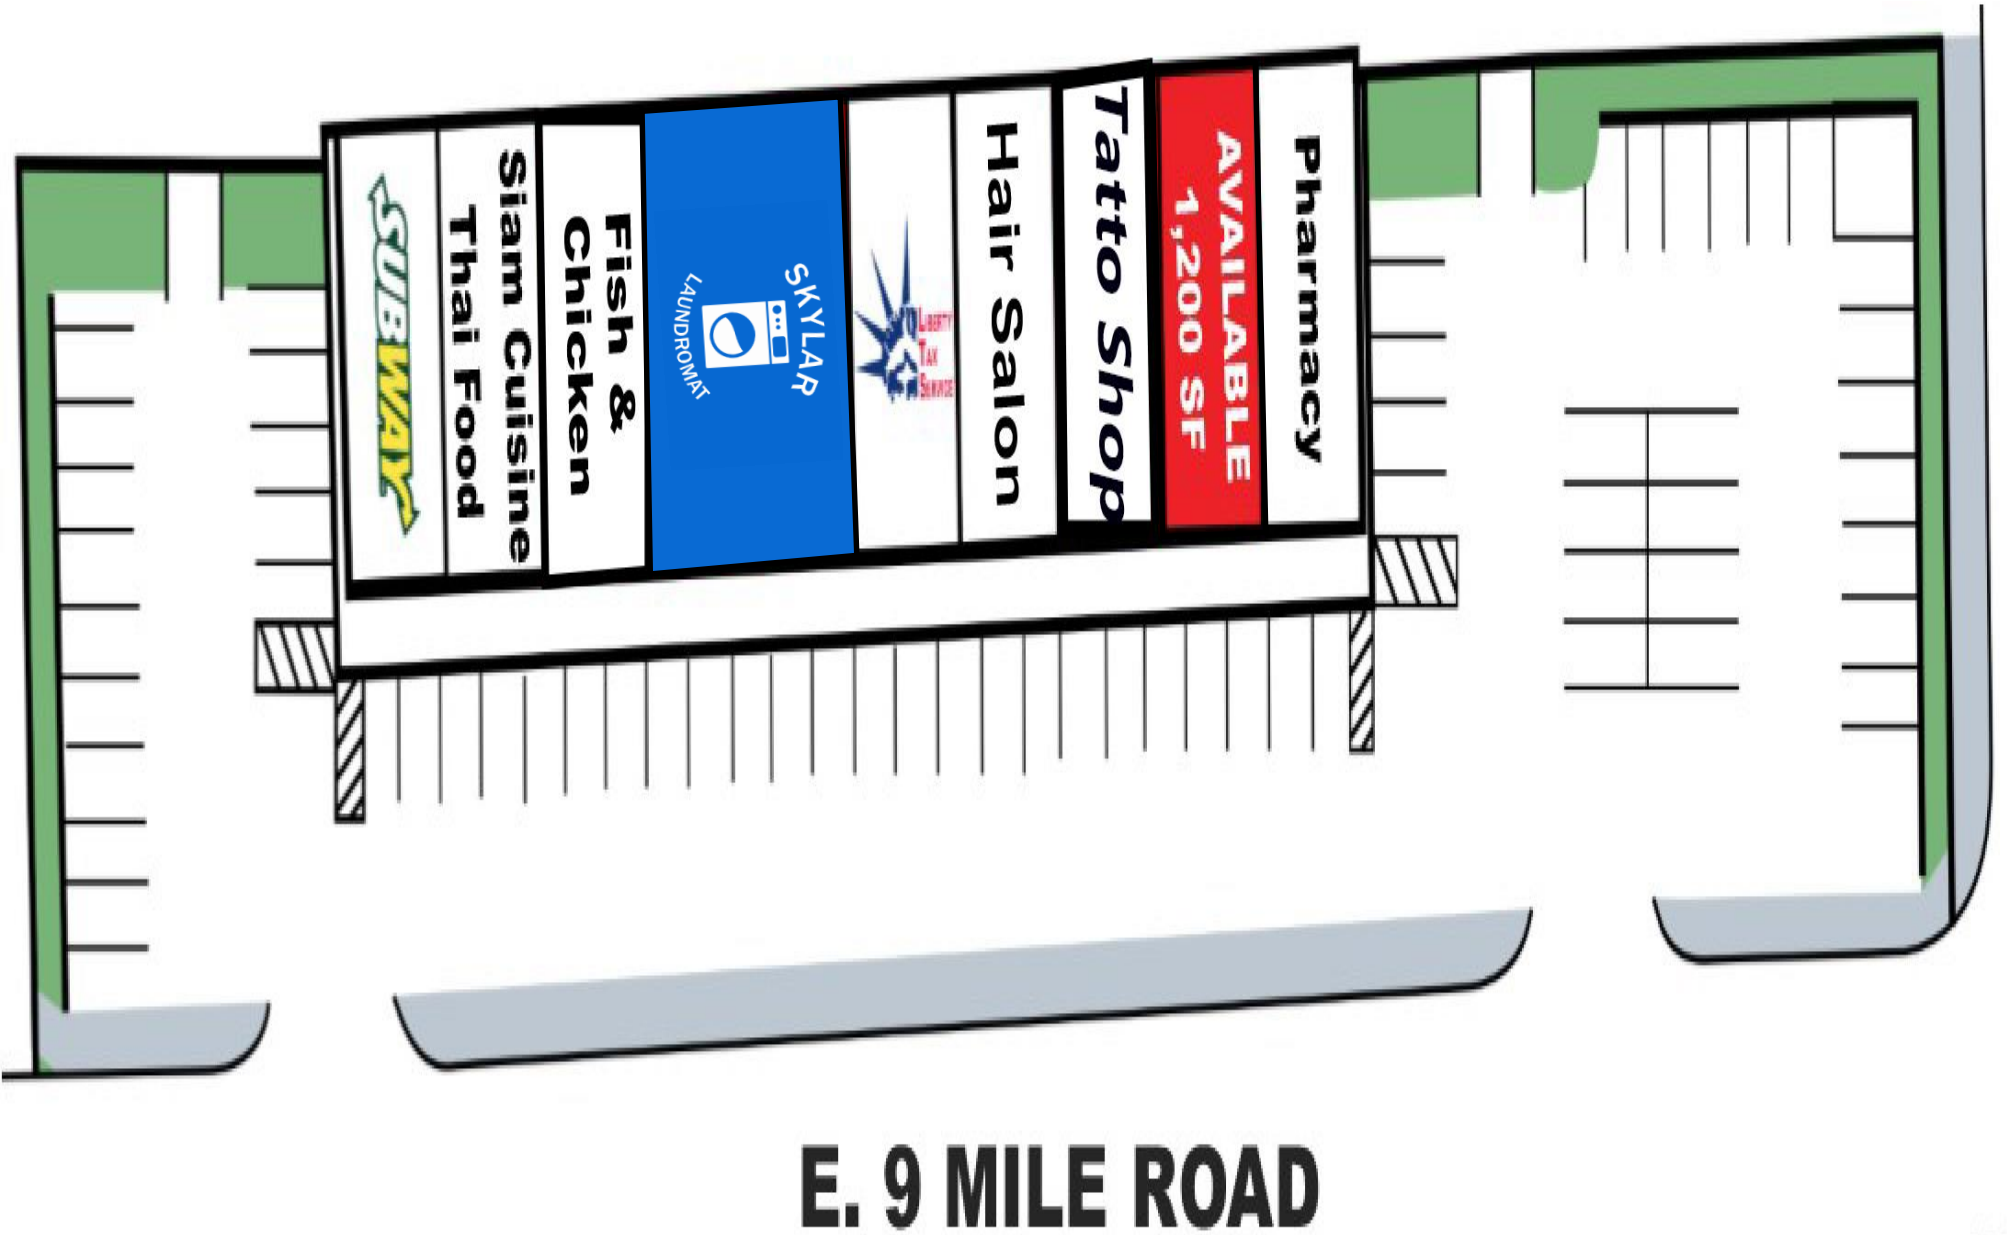 SUBWAY
Siam Cuisine
Thai Food
Fish &
Chicken
SKYLAR
LAUNDROMAT
LIBERTY
TAX
SERVICE
Hair Salon
Tatto Shop
AVAILABLE
1,200 SF
Pharmacy
E. 9 MILE ROAD